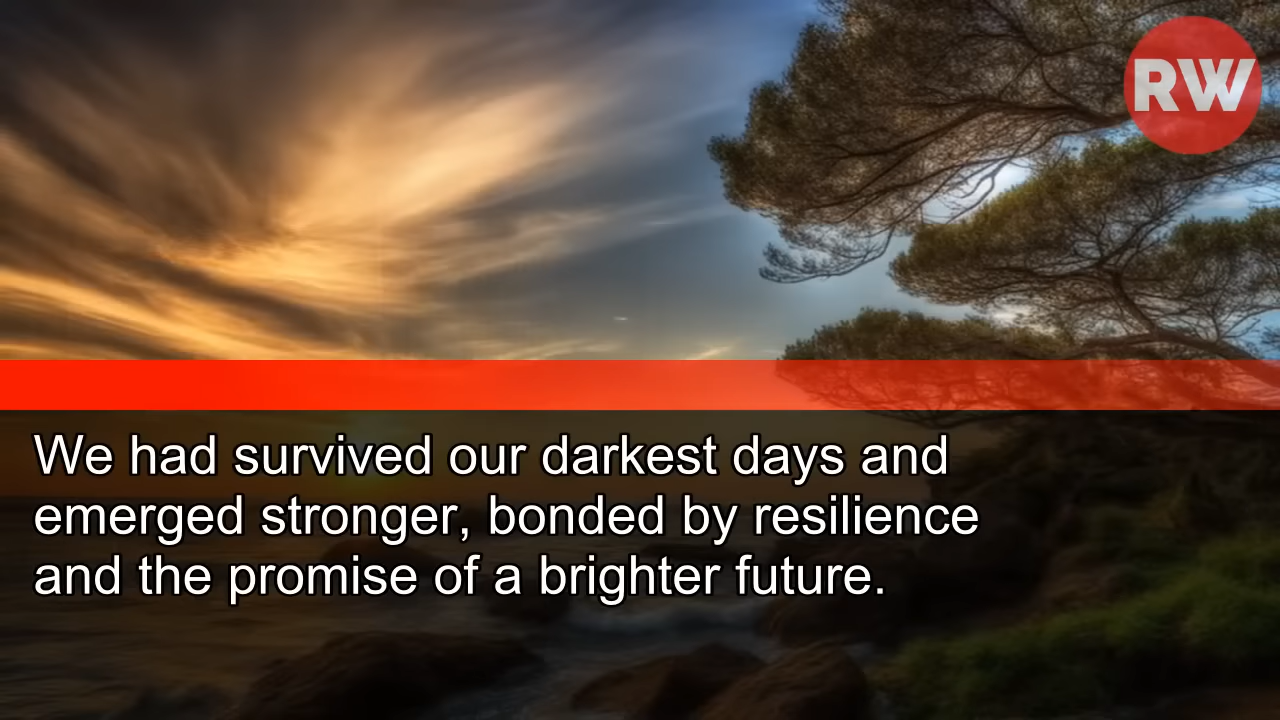 RW
We had survived our darkest days and
emerged stronger, bonded by resilience
and the promise of a brighter future.